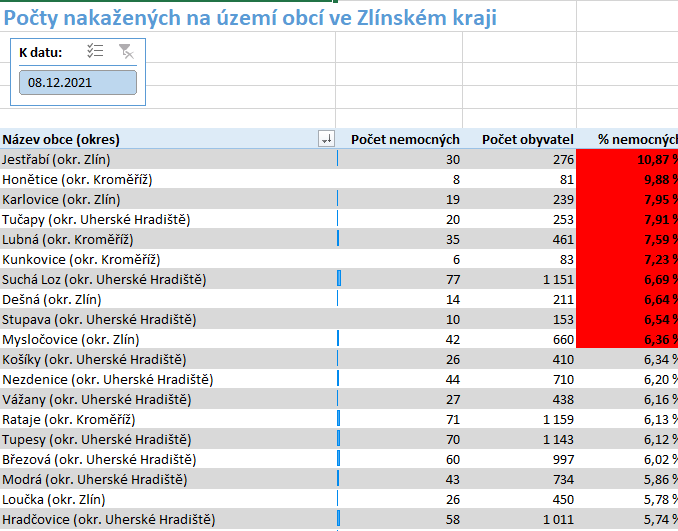 Počty nakažených na území obcí ve Zlínském kraji
K datu:
08.12.2021
Název obce (okres) Počet nemocných Počet obyvatel % nemocných
Jestřabí (okr. Zlín) 30 276 10,87 %
Honětice (okr. Kroměříž) 8 81 9,88 %
Karlovice (okr. Zlín) 19 239 7,95 %
Tučapy (okr. Uherské Hradiště) 20 253 7,91 %
Lubná (okr. Kroměříž) 35 461 7,59 %
Kunkovice (okr. Kroměříž) 6 83 7,23 %
Suchá Loz (okr. Uherské Hradiště) 77 1 151 6,69 %
Dešná (okr. Zlín) 14 211 6,64 %
Stupava (okr. Uherské Hradiště) 10 153 6,54 %
Mysločovice (okr. Zlín) 42 660 6,36 %
Košíky (okr. Uherské Hradiště) 26 410 6,34 %
Nezdenice (okr. Uherské Hradiště) 44 710 6,20 %
Vážany (okr. Uherské Hradiště) 27 438 6,16 %
Rataje (okr. Kroměříž) 71 1 159 6,13 %
Tupesy (okr. Uherské Hradiště) 70 1 143 6,12 %
Březová (okr. Uherské Hradiště) 60 997 6,02 %
Modrá (okr. Uherské Hradiště) 43 734 5,86 %
Loučka (okr. Zlín) 26 450 5,78 %
Hradčovice (okr. Uherské Hradiště) 58 1 011 5,74 %